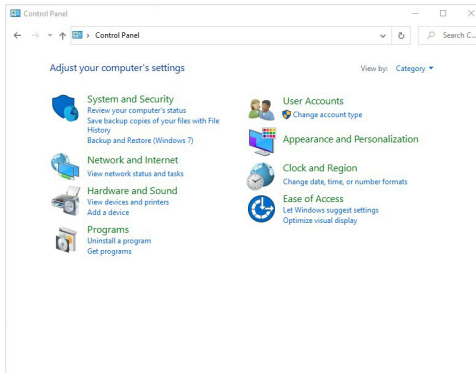 Control Panel
Control Panel
Search C...
Adjust your computer's settings
View by: Category
System and Security
Review your computer's status
Save backup copies of your files with File
History
Backup and Restore (Windows 7)
Network and Internet
View network status and tasks
Hardware and Sound
View devices and printers
Add a device
Programs
Uninstall a program
Get programs
User Accounts
Change account type
Appearance and Personalization
Clock and Region
Change date, time, or number formats
Ease of Access
Let Windows suggest settings
Optimize visual display